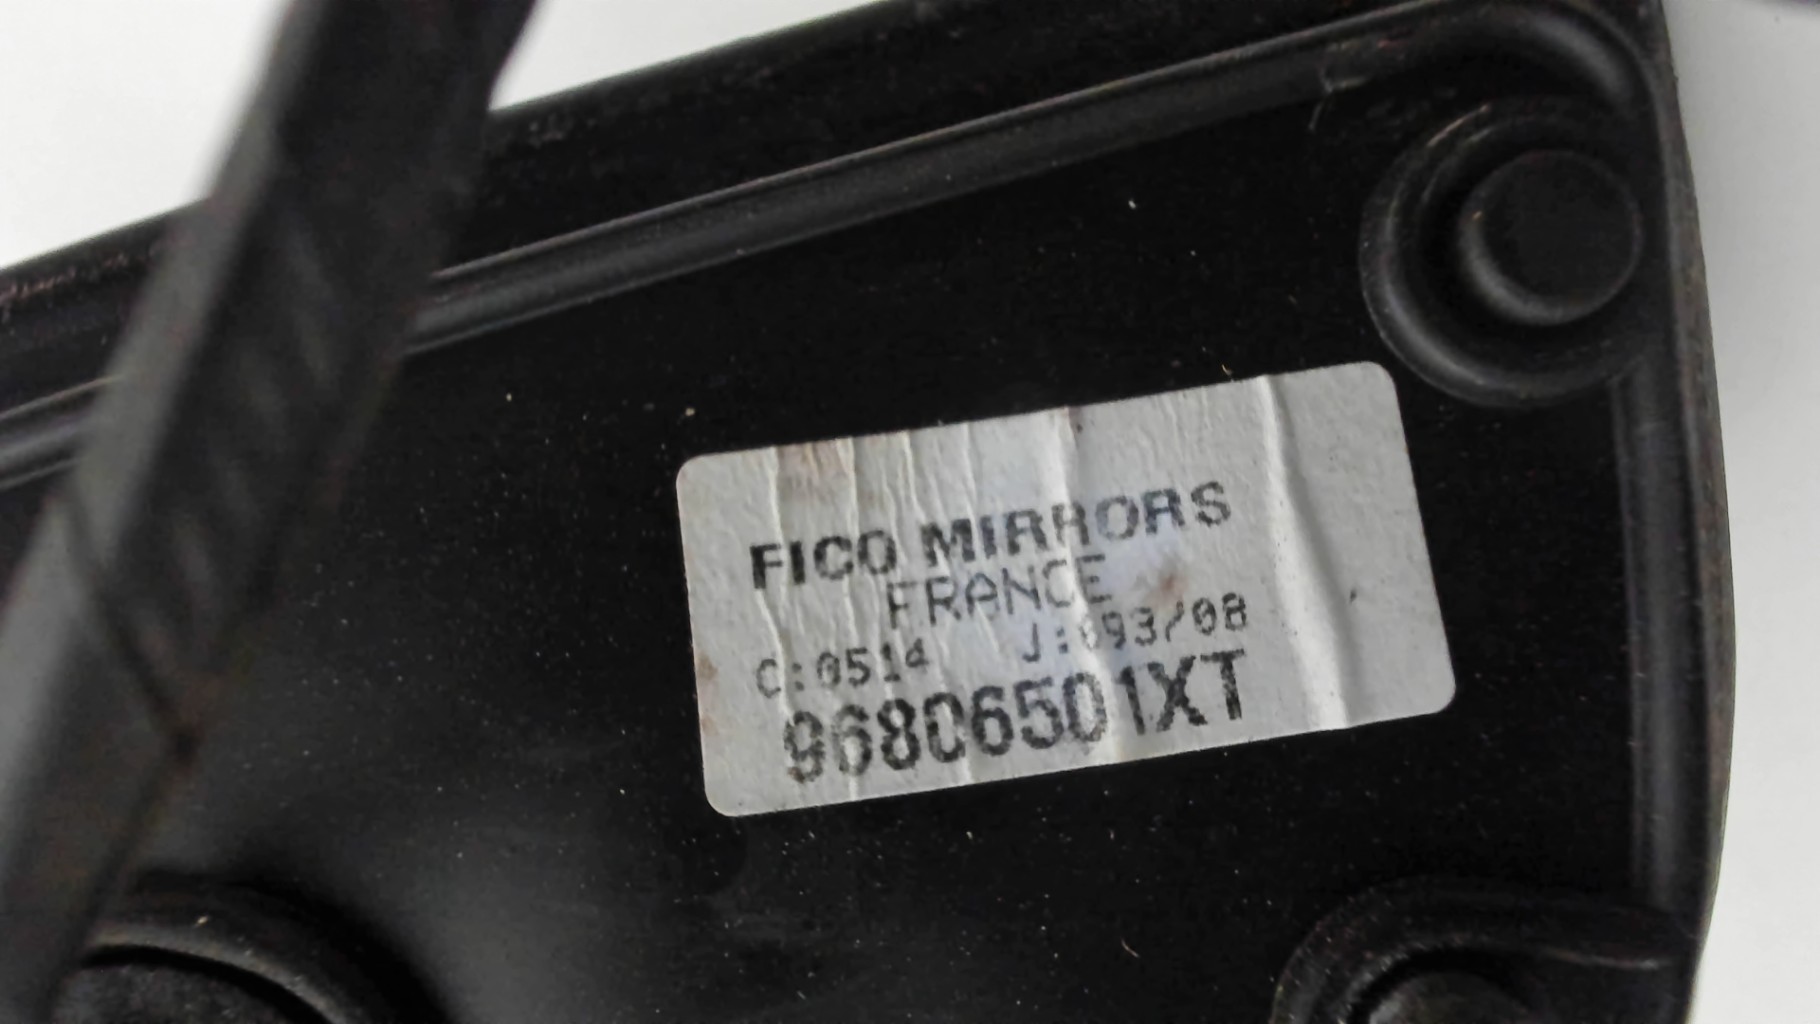 FICO MIRRORS
FRANCE
C:0514 J:093/08
96806501XT